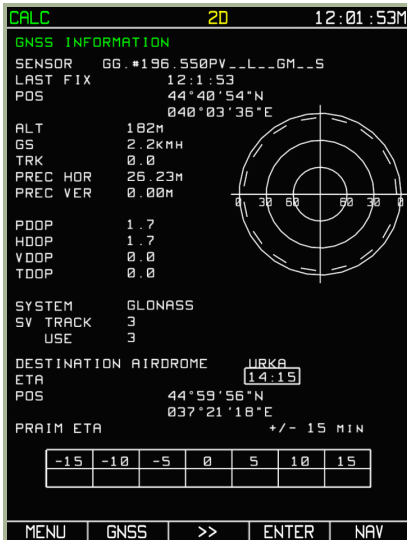 CALC 2D 12:01:53M
GNSS INFORMATION
SENSOR GG.#196.550PV__L__GM__S
LAST FIX 12:1:53
POS 44°40'54"N
040°03'36"E
ALT 182M
GS 2.2KMH
TRK 0.0
PREC HOR 26.23M
PREC VER 0.00M
0 30 60 60 30 0
PDOP 1.7
HDOP 1.7
VDOP 0.0
TDOP 0.0
SYSTEM GLONASS
SV TRACK 3
USE 3
DESTINATION AIRDROME URKA
ETA 14:15
POS 44°59'56"N
037°21'18"E
PRAIM ETA +/- 15 MIN
-15 -10 -5 0 5 10 15
MENU GNSS >> ENTER NAV